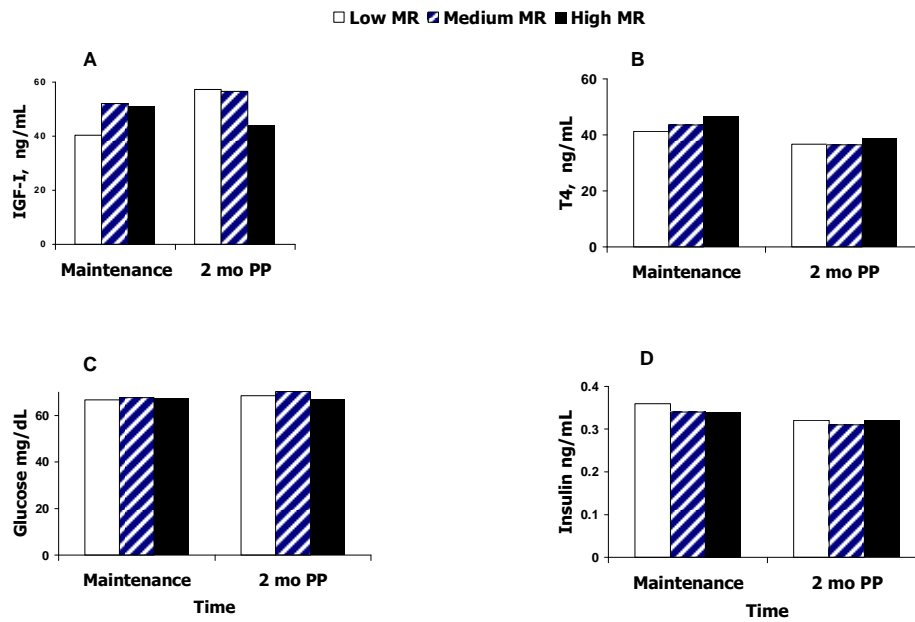 Low MR Medium MR High MR
A
IGF-I, ng/mL
60
40
20
0
Maintenance 2 mo PP
B
T4, ng/mL
60
40
20
0
Maintenance 2 mo PP
C
Glucose mg/dL
60
40
20
0
Maintenance 2 mo PP
Time
D
Insulin ng/mL
0.4
0.3
0.2
0.1
0
Maintenance 2 mo PP
Time